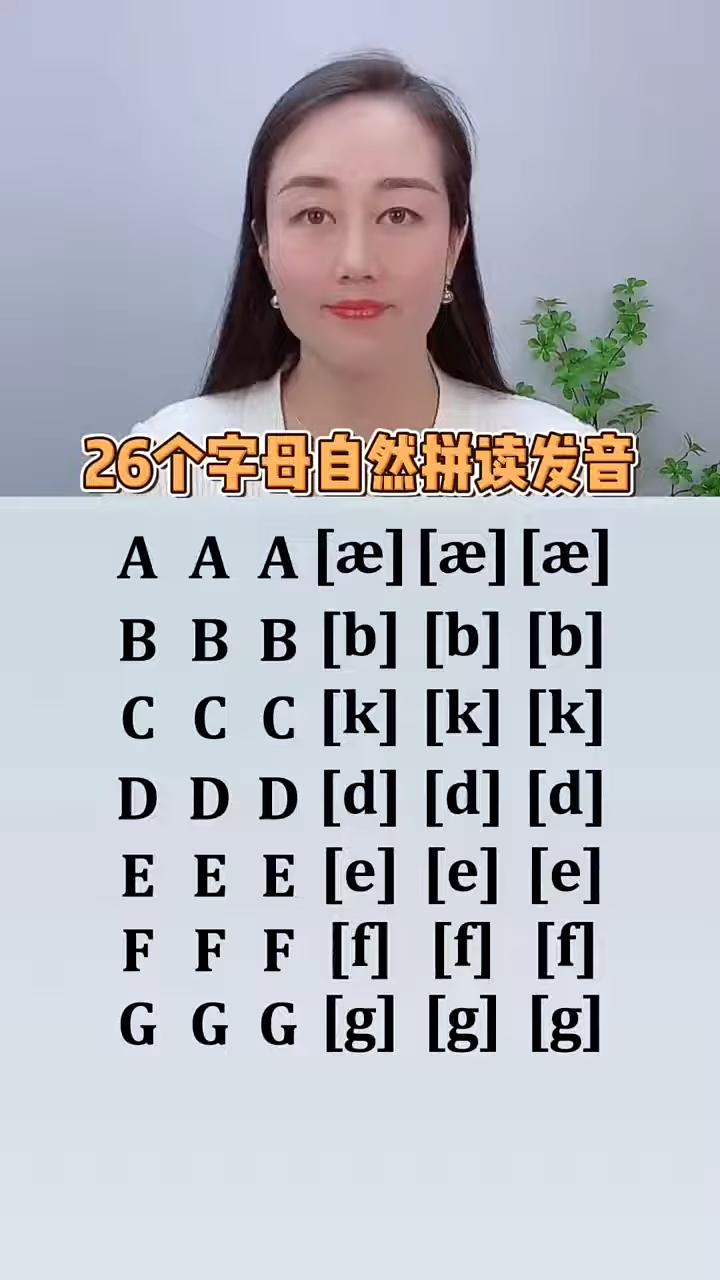 26个字母自然拼读发音
A A A [æ] [æ] [æ]
B B B [b] [b] [b]
C C C [k] [k] [k]
D D D [d] [d] [d]
E E E [e] [e] [e]
F F F [f] [f] [f]
G G G [g] [g] [g]